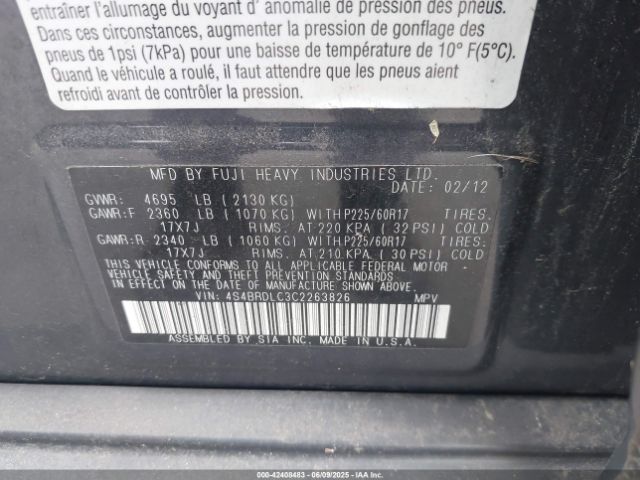 entraîner l'allumage du voyant d' anomalie de pression des pneus.
Dans ces circonstances, augmenter la pression de gonflage des
pneus de 1psi (7kPa) pour une baisse de température de 10° F(5°C).
Quand le véhicule a roulé, il faut attendre que les pneus aient
refroidi avant de contrôler la pression.
MFD BY FUJI HEAVY INDUSTRIES LTD.
DATE: 02/12
GVWR: 4695 LB ( 2130 KG)
GAWR:F 2360 LB ( 1070 KG) WITH P225/60R17 TIRES.
17X7J RIMS. AT 220 KPA ( 32 PSI) COLD
GAWR:R 2340 LB ( 1060 KG) WITH P225/60R17 TIRES.
17X7J RIMS. AT 210 KPA ( 30 PSI) COLD
THIS VEHICLE CONFORMS TO ALL APPLICABLE FEDERAL MOTOR
VEHICLE SAFETY AND THEFT PREVENTION STANDARDS
IN EFFECT ON THE DATE OF MANUFACTURE SHOWN ABOVE.
VIN: 4S4BRDLC3C2263826 MPV
ASSEMBLED BY SIA INC. MADE IN U.S.A.
000-42408483 - 06/09/2025 - IAAI.COM